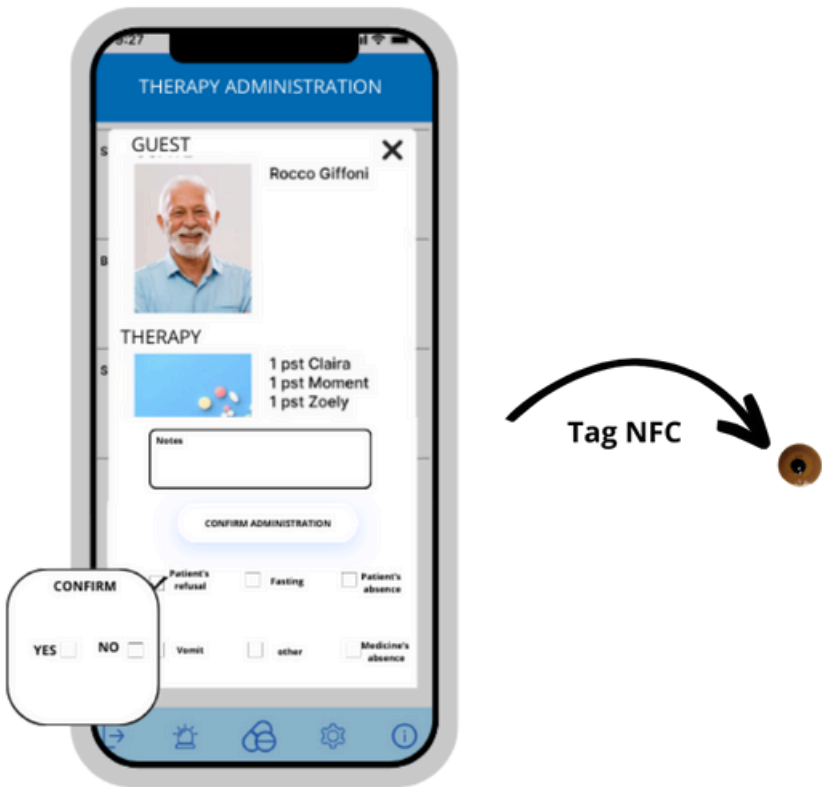 THERAPY ADMINISTRATION
GUEST
Rocco Giffoni
THERAPY
1 pst Claira
1 pst Moment
1 pst Zoely
Notes
CONFIRM ADMINISTRATION
Patient's refusal
Fasting
Patient's absence
Vomit
other
Medicine's absence
CONFIRM
YES
NO
Tag NFC